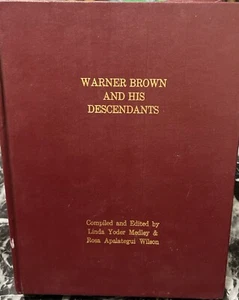 WARNER BROWN
AND HIS
DESCENDANTS
Compiled and Edited by
Linda Yoder Medley &
Rosa Apalategui Wilson